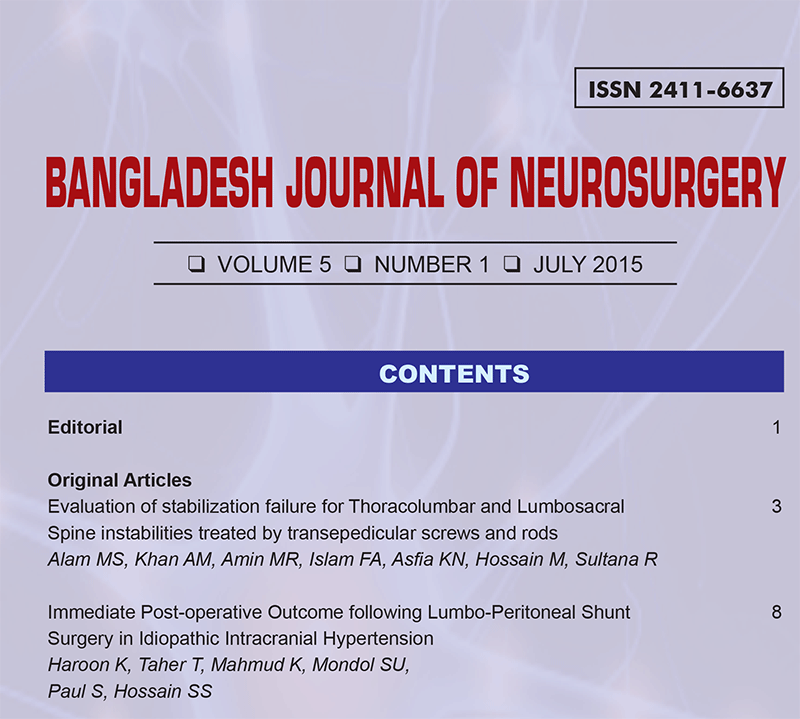 ISSN 2411-6637
BANGLADESH JOURNAL OF NEUROSURGERY
❏ VOLUME 5 ❏ NUMBER 1 ❏ JULY 2015
CONTENTS
Editorial 1
Original Articles
Evaluation of stabilization failure for Thoracolumbar and Lumbosacral 3
Spine instabilities treated by transepedicular screws and rods
Alam MS, Khan AM, Amin MR, Islam FA, Asfia KN, Hossain M, Sultana R
Immediate Post-operative Outcome following Lumbo-Peritoneal Shunt 8
Surgery in Idiopathic Intracranial Hypertension
Haroon K, Taher T, Mahmud K, Mondol SU,
Paul S, Hossain SS